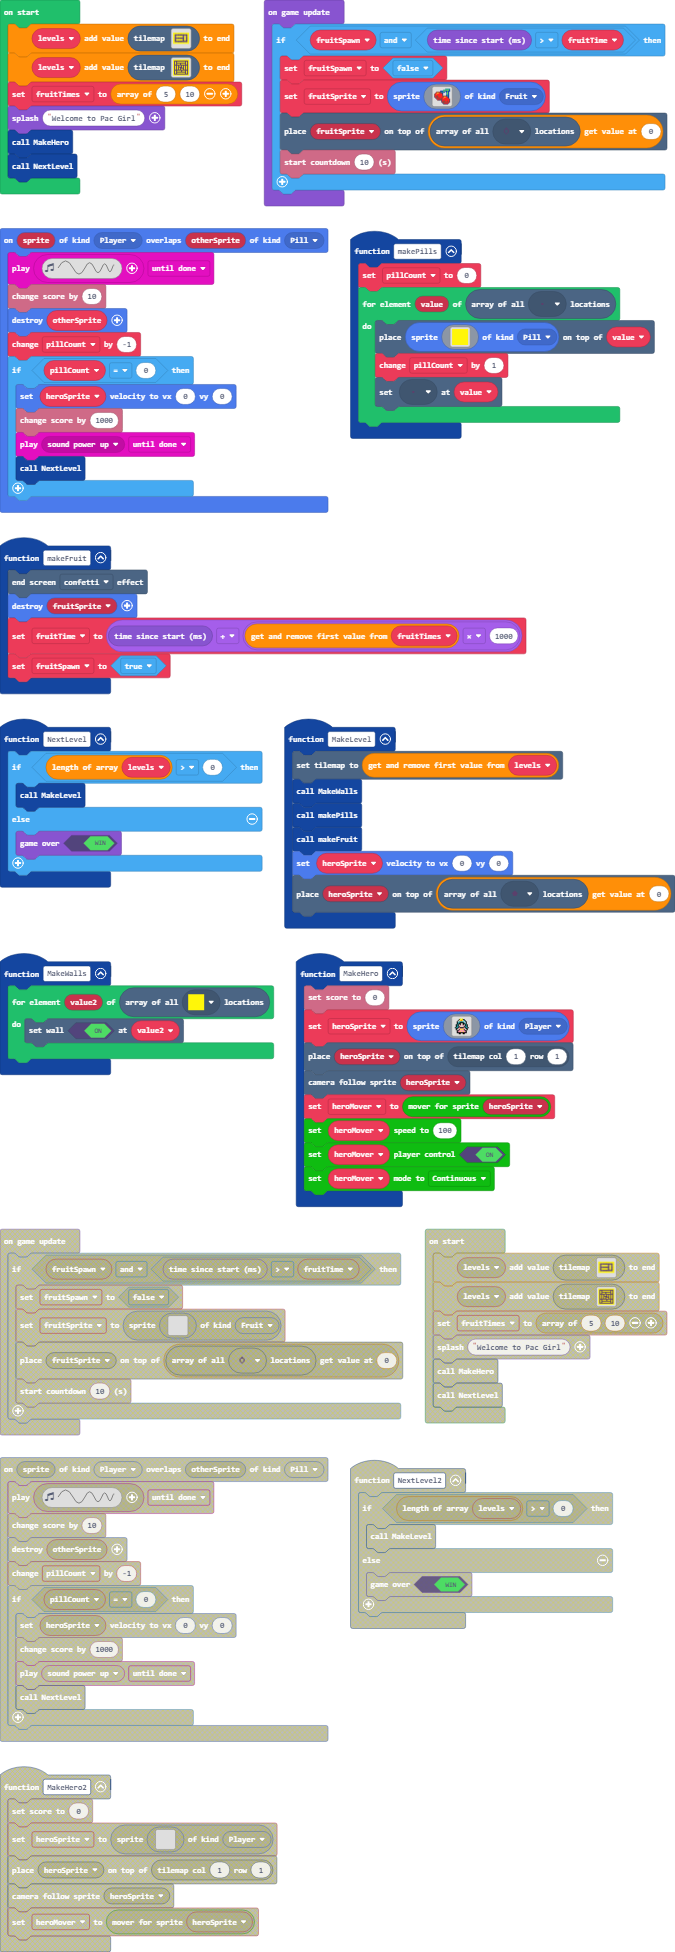 on start
levels add value tilemap to end
levels add value tilemap to end
set fruitTimes to array of 5 10
splash "Welcome to Pac Girl"
call MakeHero
call NextLevel
on game update
if fruitSpawn and time since start (ms) > fruitTime then
set fruitSpawn to false
set fruitSprite to sprite of kind Fruit
place fruitSprite on top of array of all locations get value at 0
start countdown 10 (s)
on sprite of kind Player overlaps otherSprite of kind Pill
play until done
change score by 10
destroy otherSprite
change pillCount by -1
if pillCount = 0 then
set heroSprite velocity to vx 0 vy 0
change score by 1000
play sound power up until done
call NextLevel
function makePills
set pillCount to 0
for element value of array of all locations
do place sprite of kind Pill on top of value
change pillCount by 1
set at value
function makeFruit
end screen confetti effect
destroy fruitSprite
set fruitTime to time since start (ms) + get and remove first value from fruitTimes × 1000
set fruitSpawn to true
function NextLevel
if length of array levels > 0 then
call MakeLevel
else
game over WIN
function MakeLevel
set tilemap to get and remove first value from levels
call MakeWalls
call makePills
call makeFruit
set heroSprite velocity to vx 0 vy 0
place heroSprite on top of array of all locations get value at 0
function MakeWalls
for element value2 of array of all locations
do set wall ON at value2
function MakeHero
set score to 0
set heroSprite to sprite of kind Player
place heroSprite on top of tilemap col 1 row 1
camera follow sprite heroSprite
set heroMover to mover for sprite heroSprite
set heroMover speed to 100
set heroMover player control ON
set heroMover mode to Continuous
on game update
if fruitSpawn and time since start (ms) > fruitTime then
set fruitSpawn to false
set fruitSprite to sprite of kind Fruit
place fruitSprite on top of array of all locations get value at 0
start countdown 10 (s)
on start
levels add value tilemap to end
levels add value tilemap to end
set fruitTimes to array of 5 10
splash "Welcome to Pac Girl"
call MakeHero
call NextLevel
on sprite of kind Player overlaps otherSprite of kind Pill
play until done
change score by 10
destroy otherSprite
change pillCount by -1
if pillCount = 0 then
set heroSprite velocity to vx 0 vy 0
change score by 1000
play sound power up until done
call NextLevel
function NextLevel2
if length of array levels > 0 then
call MakeLevel
else
game over WIN
function MakeHero2
set score to 0
set heroSprite to sprite of kind Player
place heroSprite on top of tilemap col 1 row 1
camera follow sprite heroSprite
set heroMover to mover for sprite heroSprite